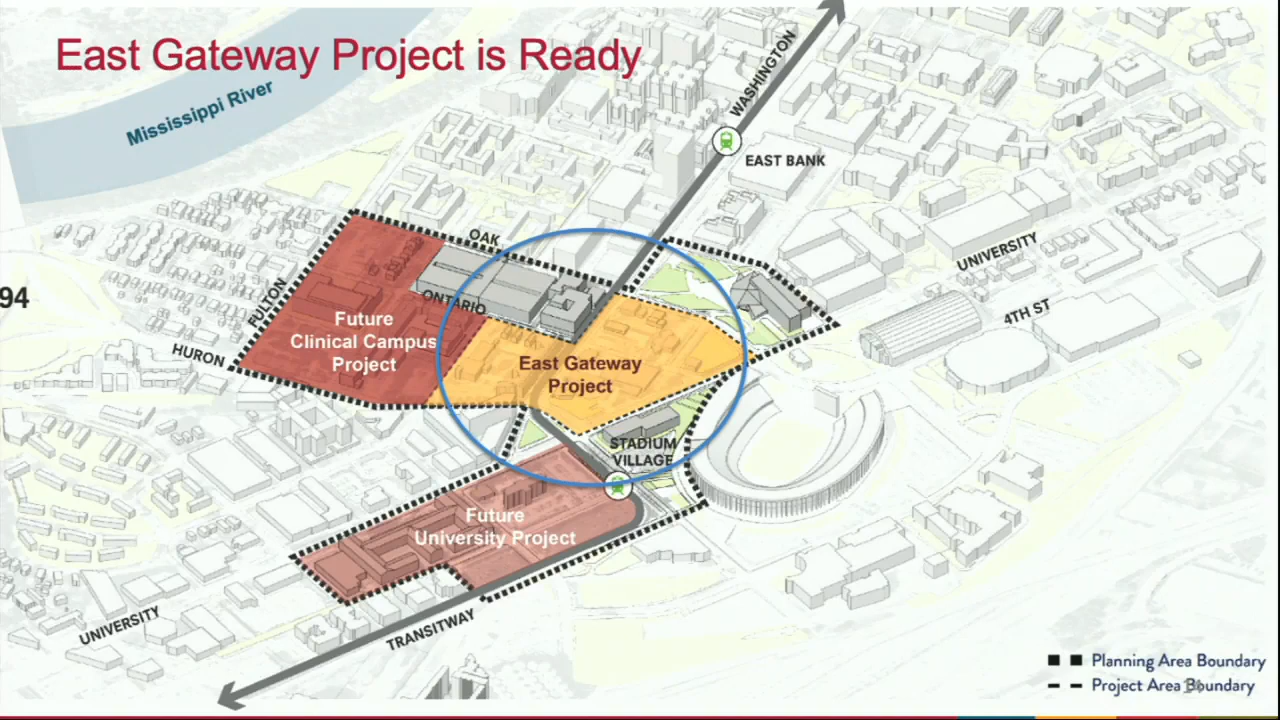 East Gateway Project is Ready
Mississippi River
WASHINGTON
EAST BANK
OAK
UNIVERSITY
94
ONTARIO
FULTON
4TH ST
Future
Clinical Campus
Project
HURON
East Gateway
Project
STADIUM
VILLAGE
Future
University Project
UNIVERSITY
TRANSITWAY
Planning Area Boundary
Project Area Boundary